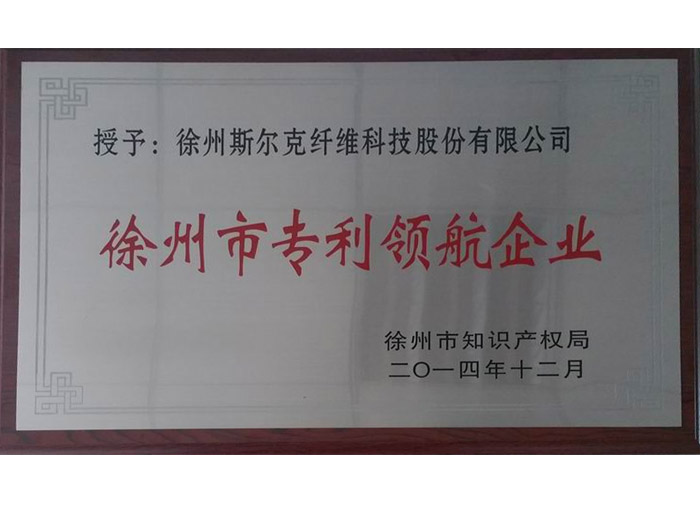 授予：徐州斯尔克纤维科技股份有限公司
徐州市专利领航企业
徐州市知识产权局
二〇一四年十二月